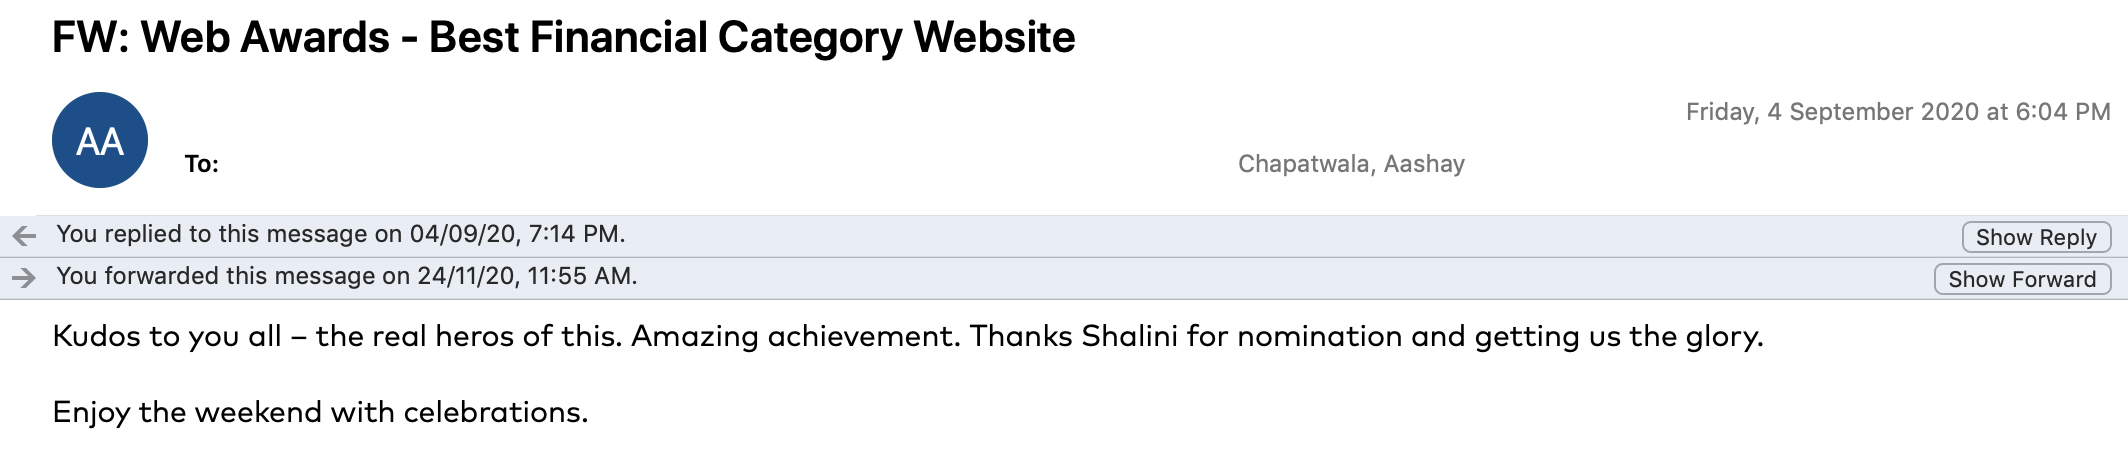 FW: Web Awards - Best Financial Category Website
AA
Friday, 4 September 2020 at 6:04 PM
To: Chapatwala, Aashay
You replied to this message on 04/09/20, 7:14 PM. Show Reply
You forwarded this message on 24/11/20, 11:55 AM. Show Forward
Kudos to you all – the real heros of this. Amazing achievement. Thanks Shalini for nomination and getting us the glory.
Enjoy the weekend with celebrations.